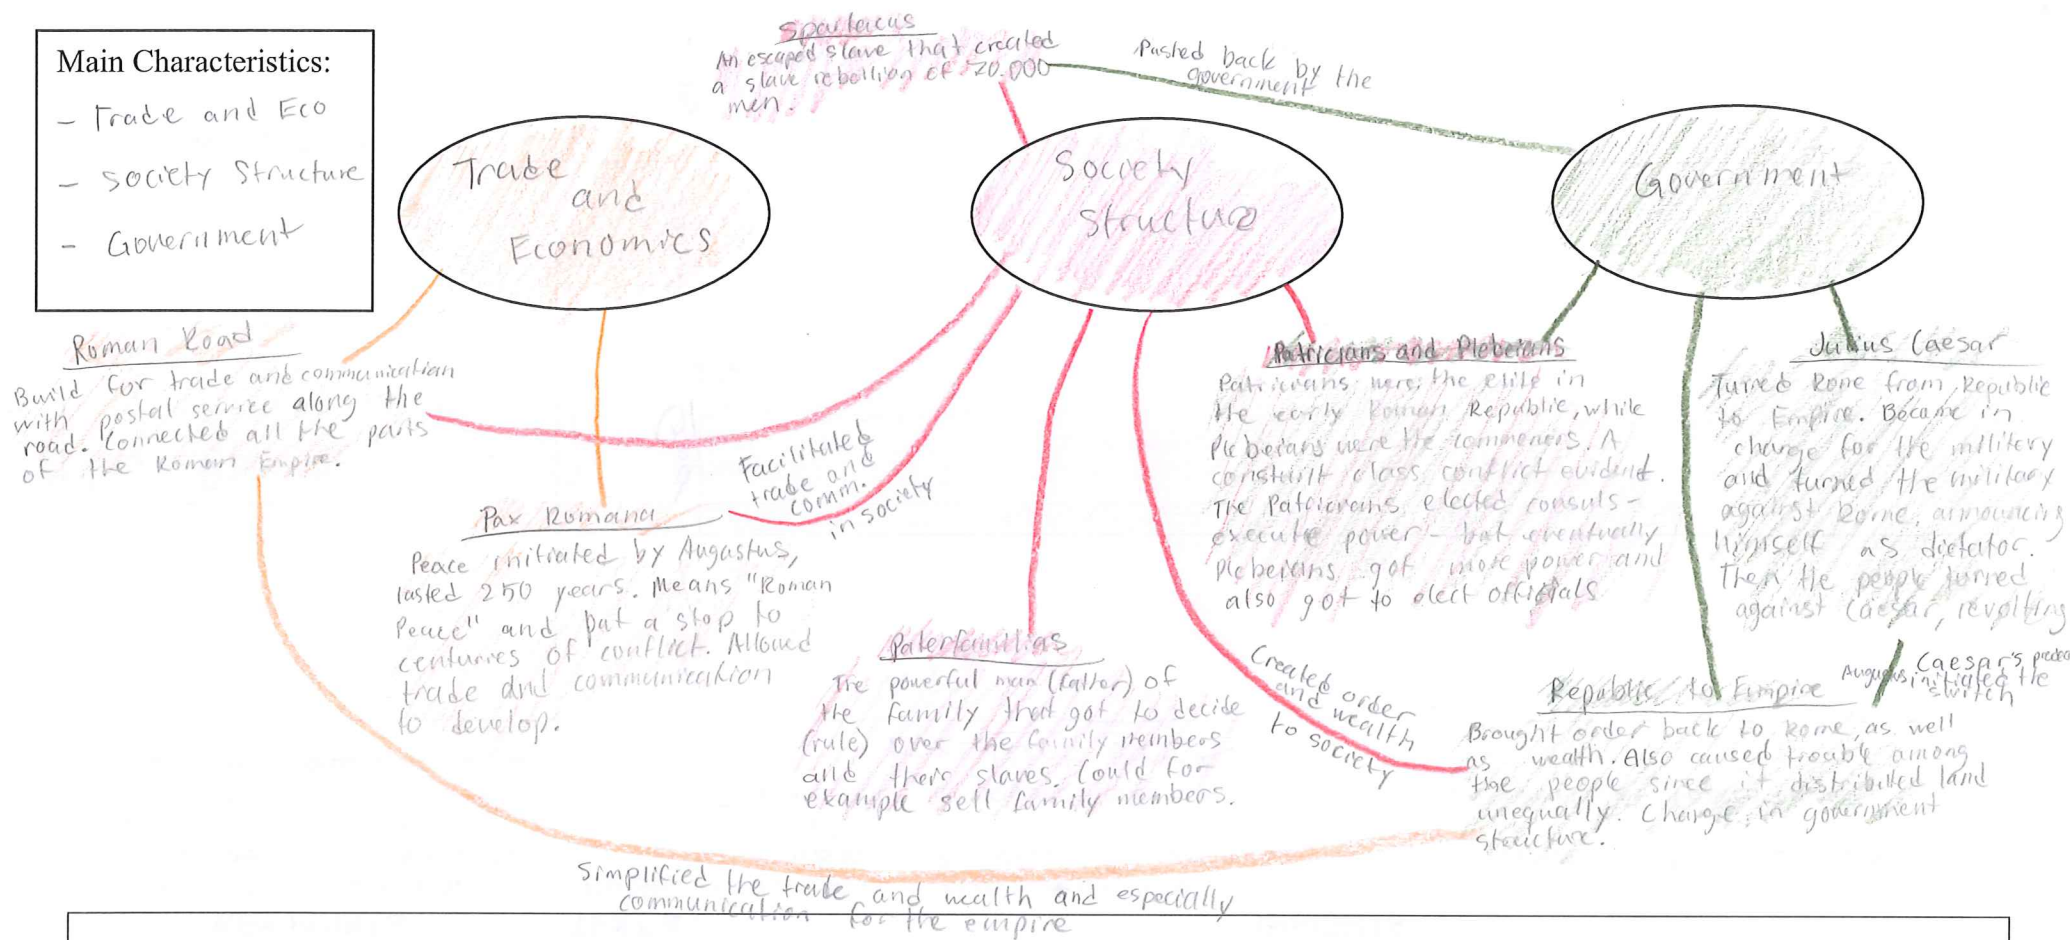 Main Characteristics:
- Trade and Eco
- Society Structure
- Government
Spartacus
An escaped slave that created
a slave rebellion of 70.000
men.
Pushed back by the
government
Trade
and
Economics
Society
Structure
Government
Roman Road
Build for trade and communication
with postal service along the
road. Connected all the parts
of the Roman Empire.
Pax Romana
Peace initiated by Augustus,
lasted 250 years. Means "Roman
Peace" and put a stop to
centuries of conflict. Allowed
trade and communication
to develop.
Facilitated
trade and
comm.
in society
Paterfamilias
The powerful man (father) of
the family that got to decide
(rule) over the family members
and their slaves. Could for
example sell family members.
Patricians and Plebeians
Patricians were the elite in
the early Roman Republic, while
Plebeians were the commeners. A
constant class conflict evident.
The Patricians elected consuls-
execute power - but eventually
Plebeians got more power and
also got to elect officials
Julius Caesar
Turned Rome from Republic
to Empire. Became in
charge for the military
and turned the military
against Rome, announcing
himself as dictator.
Then the people turned
against Caesar, revolting
Caesar's
Augustus initiated the
switch
Republic to Empire
Brought order back to Rome, as well
as wealth. Also caused trouble among
the people since it distributed land
unequally. Change in government
structure.
Created order
and wealth
to society
Simplified the trade and wealth and especially
communication for the empire